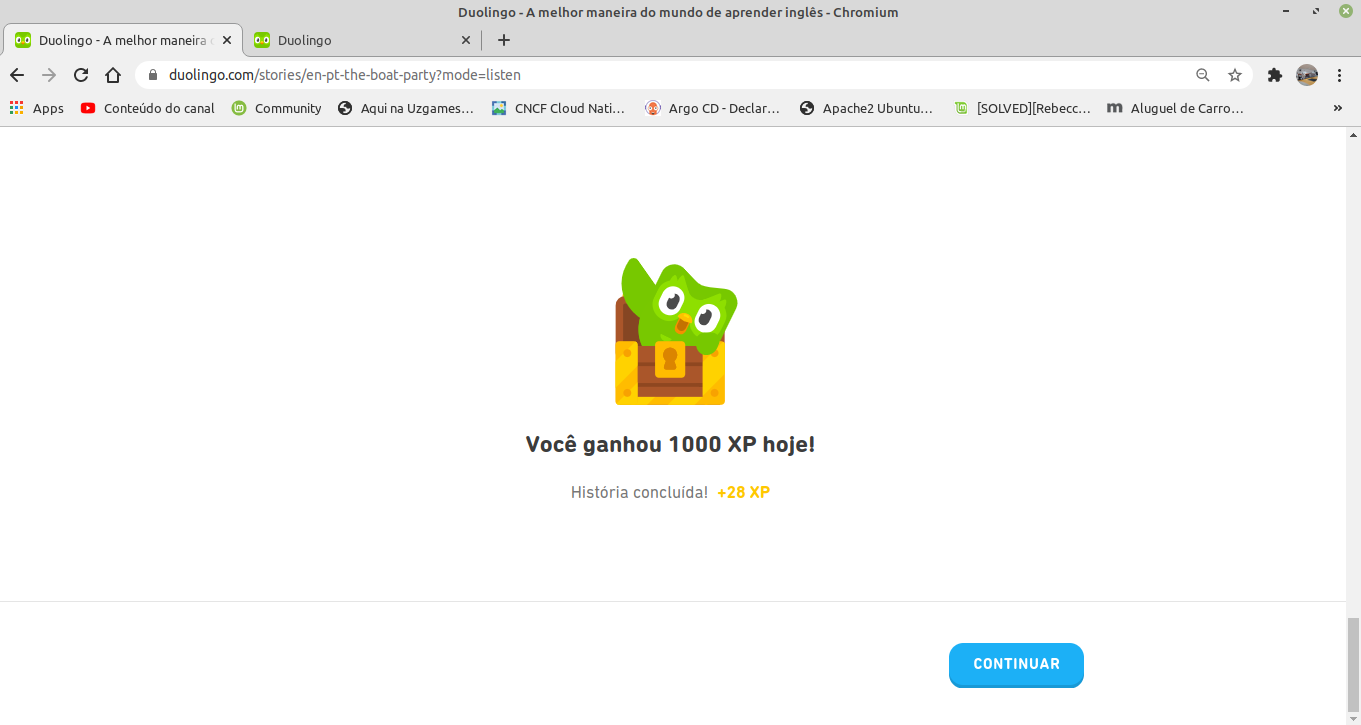 Duolingo - A melhor maneira do mundo de aprender inglês - Chromium
Duolingo - A melhor maneira
Duolingo
duolingo.com/stories/en-pt-the-boat-party?mode=listen
Apps
Conteúdo do canal
Community
Aqui na Uzgames…
CNCF Cloud Nati…
Argo CD - Declar…
Apache2 Ubuntu…
[SOLVED][Rebecc…
m
Aluguel de Carro…
»
Você ganhou 1000 XP hoje!
História concluída! +28 XP
CONTINUAR